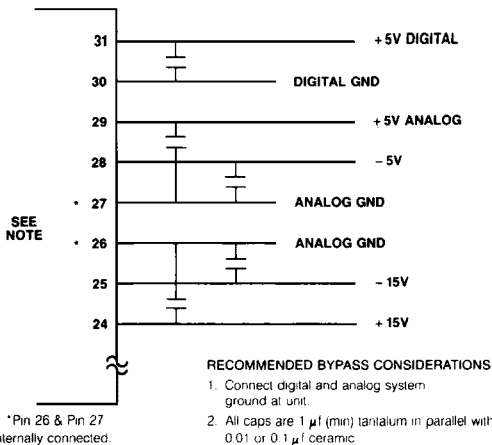 31 +5V DIGITAL
30 DIGITAL GND
29 +5V ANALOG
28 -5V
* 27 ANALOG GND
SEE
NOTE
* 26 ANALOG GND
25 -15V
24 +15V
RECOMMENDED BYPASS CONSIDERATIONS
1. Connect digital and analog system
ground at unit.
*Pin 26 & Pin 27
nternally connected.
2. All caps are 1 µf (min) tantalum in parallel with
0.01 or 0.1 µf ceramic